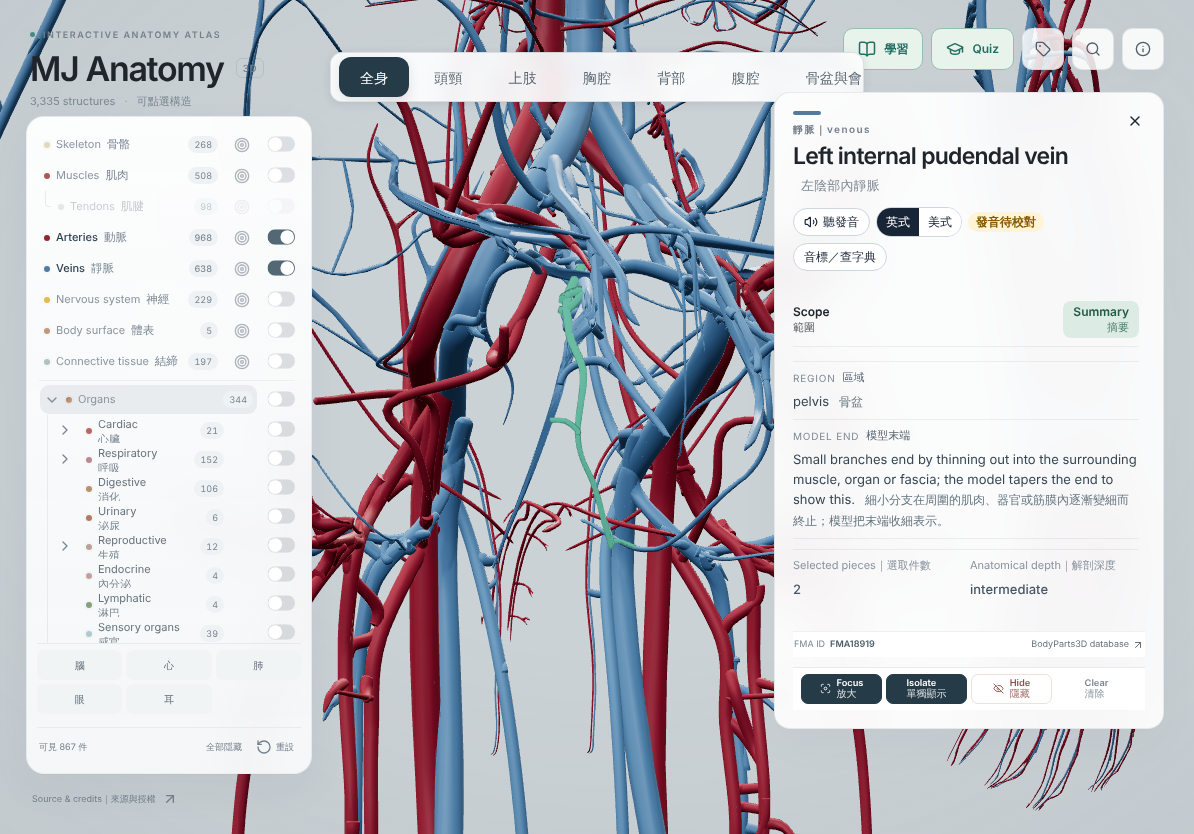 INTERACTIVE ANATOMY ATLAS
MJ Anatomy
3,335 structures · 可點選構造
全身 頭頸 上肢 胸腔 背部 腹腔 骨盆與會
學習 Quiz
Skeleton 骨骼 268
Muscles 肌肉 508
Tendons 肌腱 98
Arteries 動脈 968
Veins 靜脈 638
Nervous system 神經 229
Body surface 體表 5
Connective tissue 結締 197
Organs 344
Cardiac 21
心臟
Respiratory 152
呼吸
Digestive 106
消化
Urinary 6
泌尿
Reproductive 12
生殖
Endocrine 4
內分泌
Lymphatic 4
淋巴
Sensory organs 39
感官
腦 心 肺
眼 耳
可見 867 件 全部隱藏 重設
Source & credits | 來源與授權
靜脈 | venous
Left internal pudendal vein
左陰部內靜脈
聽發音 英式 美式 發音待校對
音標／查字典
Scope
範圍
Summary
摘要
REGION 區域
pelvis 骨盆
MODEL END 模型末端
Small branches end by thinning out into the surrounding
muscle, organ or fascia; the model tapers the end to
show this. 細小分支在周圍的肌肉、器官或筋膜內逐漸變細而
終止；模型把末端收細表示。
Selected pieces｜選取件數 Anatomical depth｜解剖深度
2 intermediate
FMA ID FMA18919 BodyParts3D database
Focus
放大
Isolate
單獨顯示
Hide
隱藏
Clear
清除